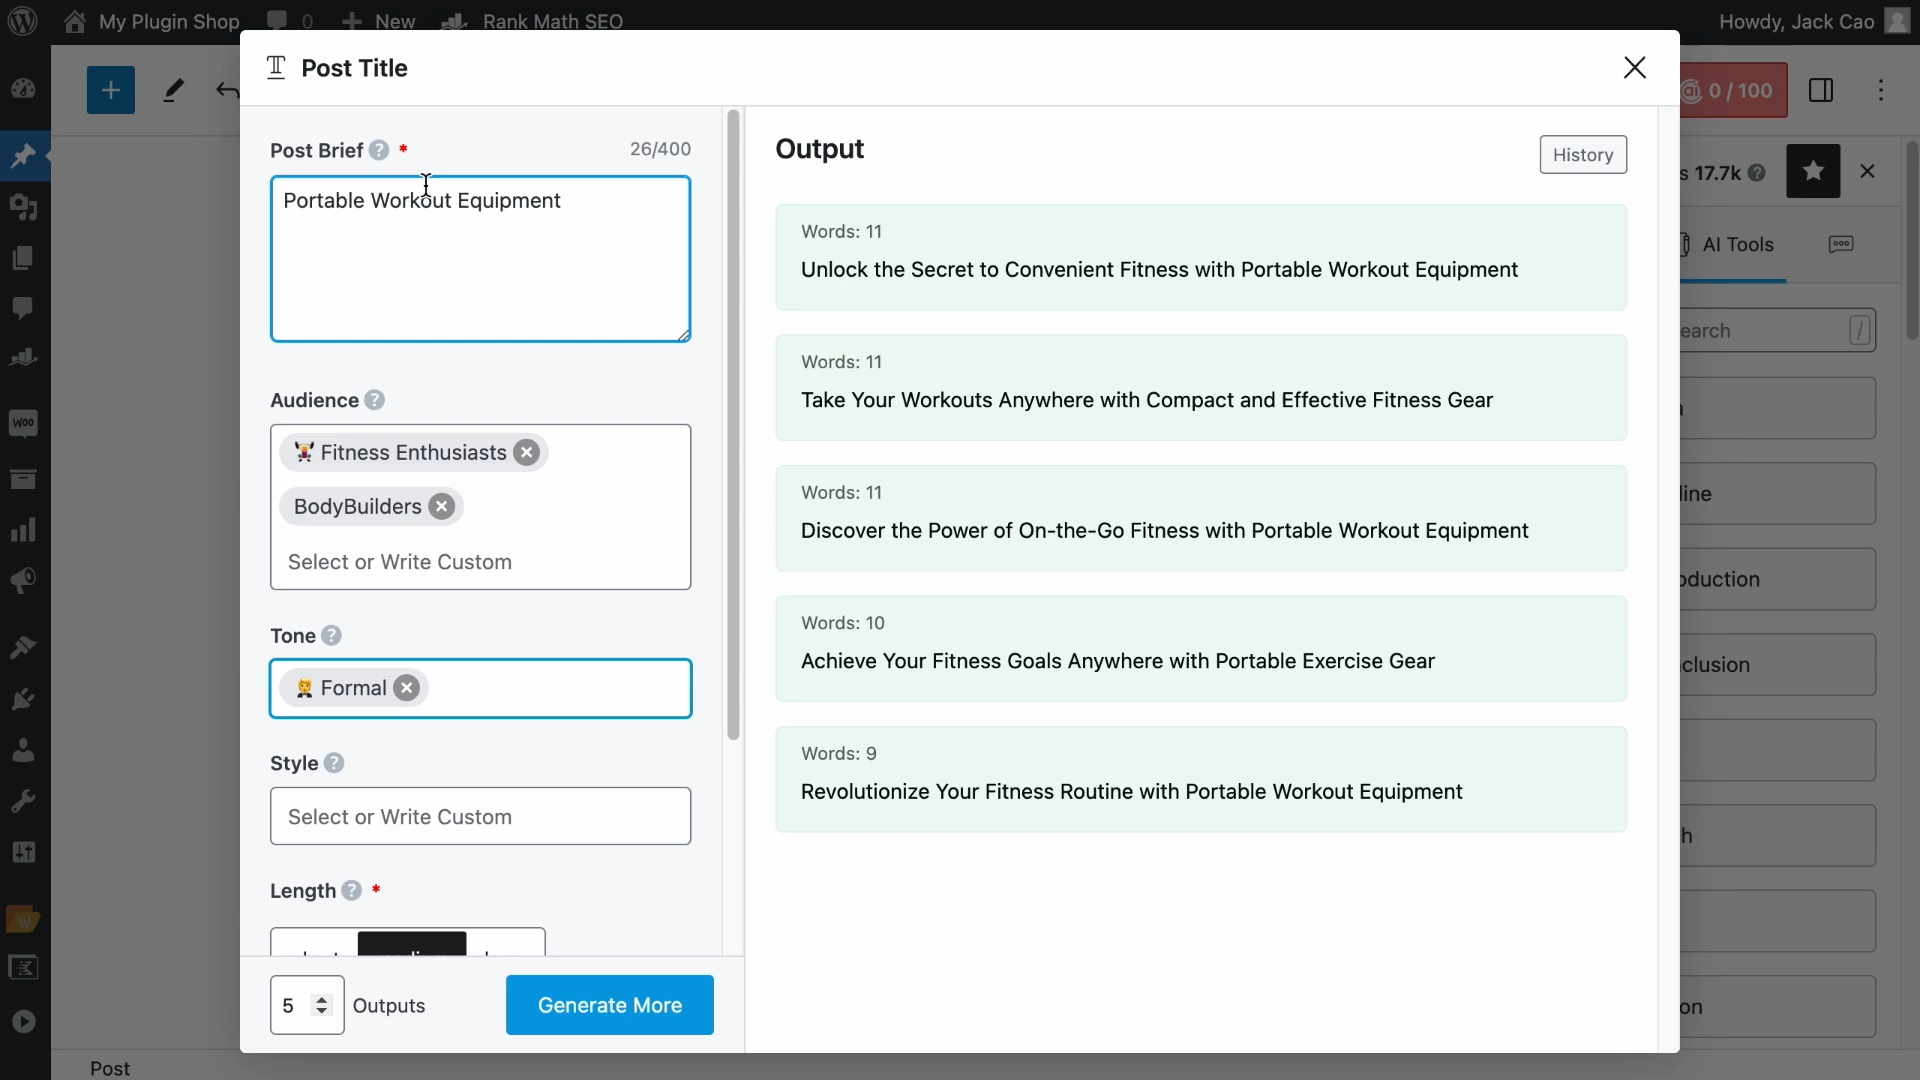 My Plugin Shop 0 New Rank Math SEO Howdy, Jack Cao
Post Title
0 / 100
Post Brief ? * 26/400
Portable Workout Equipment
Audience ?
Fitness Enthusiasts
BodyBuilders
Select or Write Custom
Tone ?
Formal
Style ?
Select or Write Custom
Length ? *
5 Outputs Generate More
Output History
Words: 11
Unlock the Secret to Convenient Fitness with Portable Workout Equipment
Words: 11
Take Your Workouts Anywhere with Compact and Effective Fitness Gear
Words: 11
Discover the Power of On-the-Go Fitness with Portable Workout Equipment
Words: 10
Achieve Your Fitness Goals Anywhere with Portable Exercise Gear
Words: 9
Revolutionize Your Fitness Routine with Portable Workout Equipment
s 17.7k ?
AI Tools
earch /
line
oduction
clusion
h
on
Woo
Post